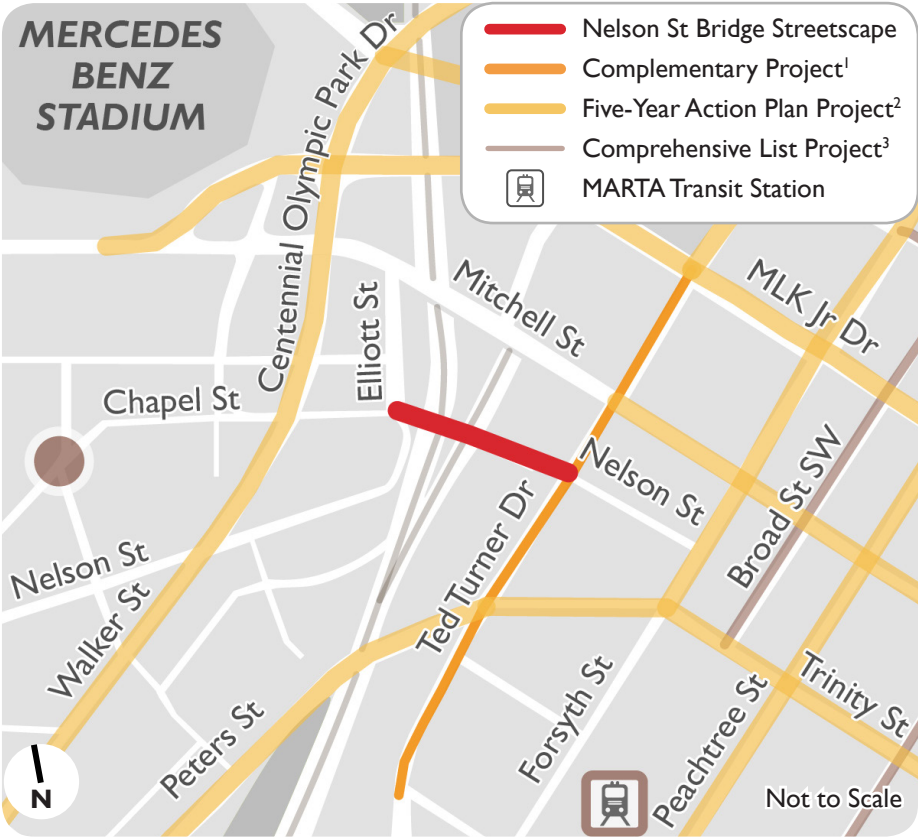 MERCEDES
BENZ
STADIUM
Nelson St Bridge Streetscape
Complementary Project¹
Five-Year Action Plan Project²
Comprehensive List Project³
MARTA Transit Station
Centennial Olympic Park Dr
Mitchell St
MLK Jr Dr
Elliott St
Chapel St
Nelson St
Broad St SW
Ted Turner Dr
Nelson St
Walker St
Peters St
Forsyth St
Peachtree St
Trinity St
N
Not to Scale